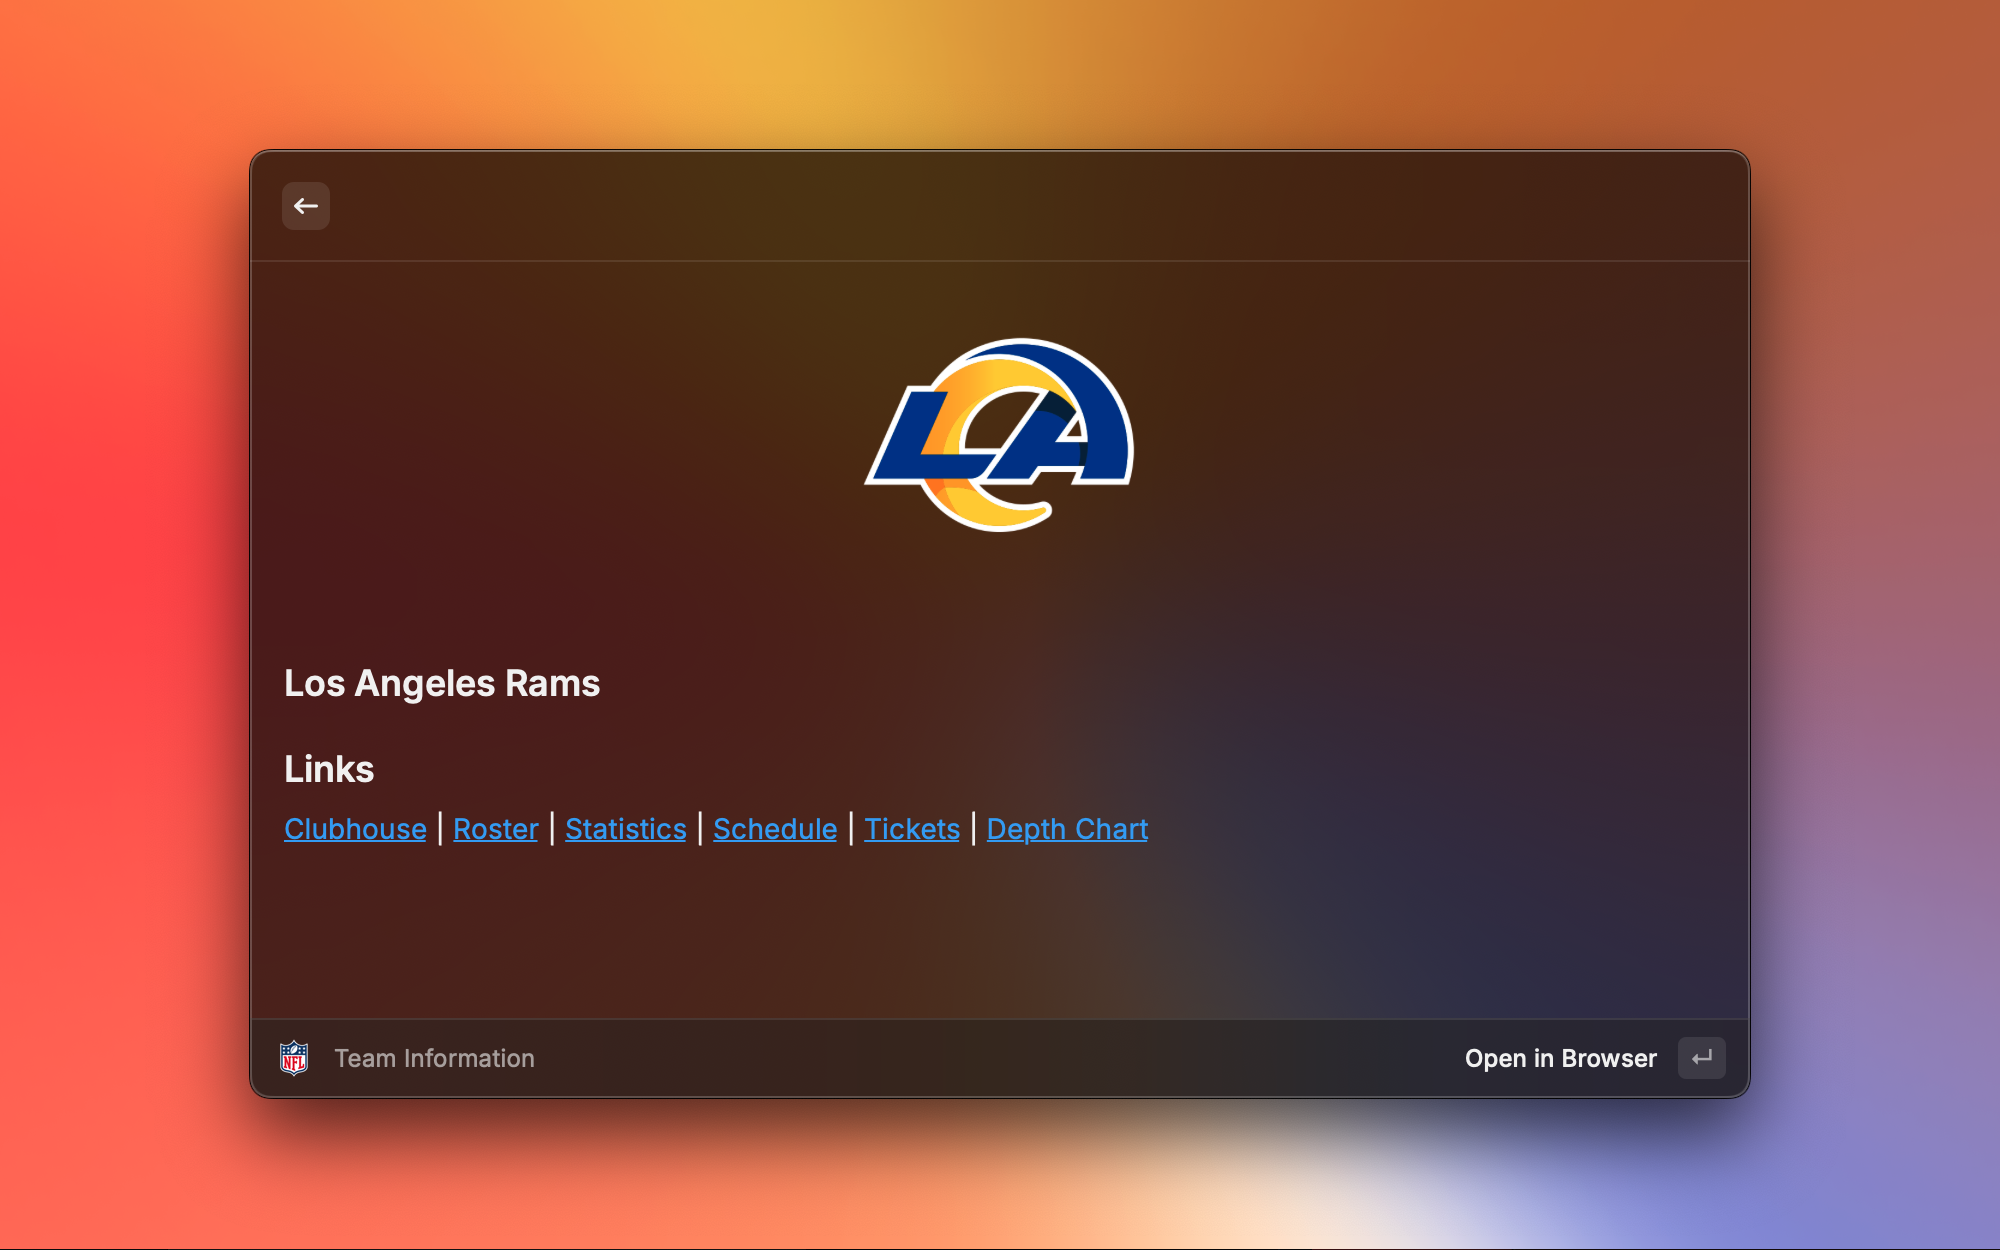 LA
Los Angeles Rams
Links
Clubhouse | Roster | Statistics | Schedule | Tickets | Depth Chart
NFL Team Information Open in Browser